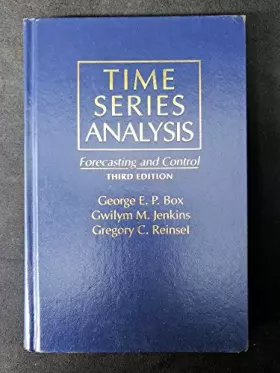 TIME
SERIES
ANALYSIS
Forecasting and Control
THIRD EDITION
George E. P. Box
Gwilym M. Jenkins
Gregory C. Reinsel